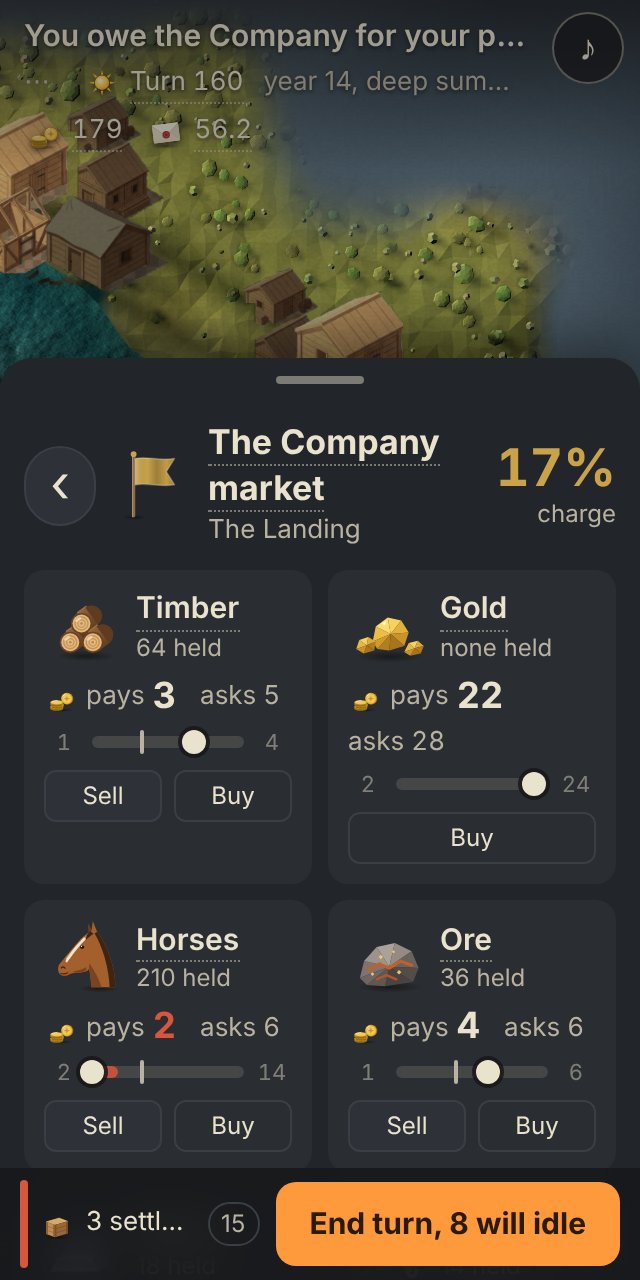 You owe the Company for your p...
... Turn 160 year 14, deep sum...
179 56.2
The Company
market
The Landing
17%
charge
Timber
64 held
pays 3 asks 5
1 4
Sell Buy
Gold
none held
pays 22
asks 28
2 24
Buy
Horses
210 held
pays 2 asks 6
2 14
Sell Buy
Ore
36 held
pays 4 asks 6
1 6
Sell Buy
3 settl... 15 End turn, 8 will idle